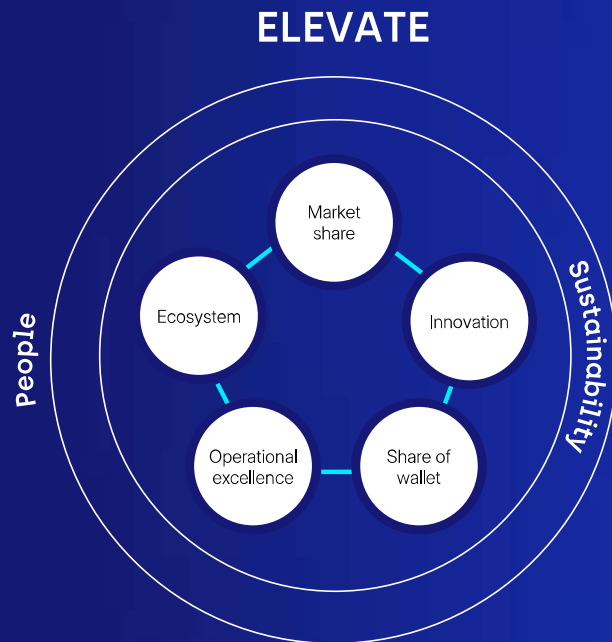 ELEVATE
Market
share
Ecosystem
Innovation
Operational
excellence
Share of
wallet
People
Sustainability